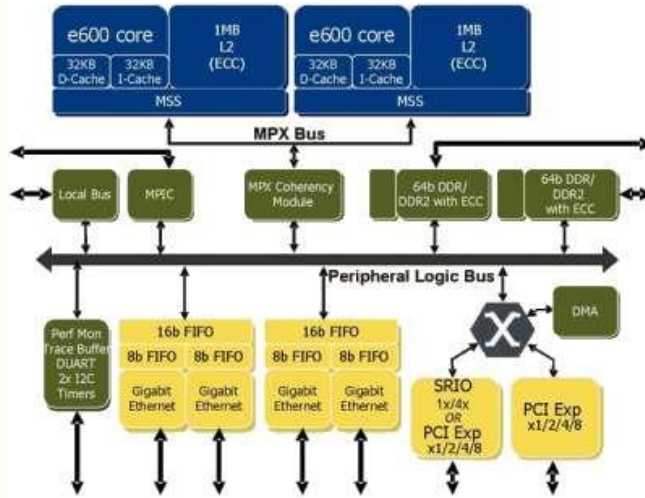 e600 core
32KB
D-Cache
32KB
I-Cache
1MB
L2
(ECC)
MSS
e600 core
32KB
D-Cache
32KB
I-Cache
1MB
L2
(ECC)
MSS
MPX Bus
Local Bus
MPIC
MPX Coherency
Module
64b DDR/
DDR2 with ECC
64b DDR/
DDR2
with ECC
Peripheral Logic Bus
Perf Mon
Trace Buffer
DUART
2x I2C
Timers
16b FIFO
8b FIFO
8b FIFO
Gigabit
Ethernet
Gigabit
Ethernet
16b FIFO
8b FIFO
8b FIFO
Gigabit
Ethernet
Gigabit
Ethernet
DMA
SRIO
1x/4x
OR
PCI Exp
x1/2/4/8
PCI Exp
x1/2/4/8